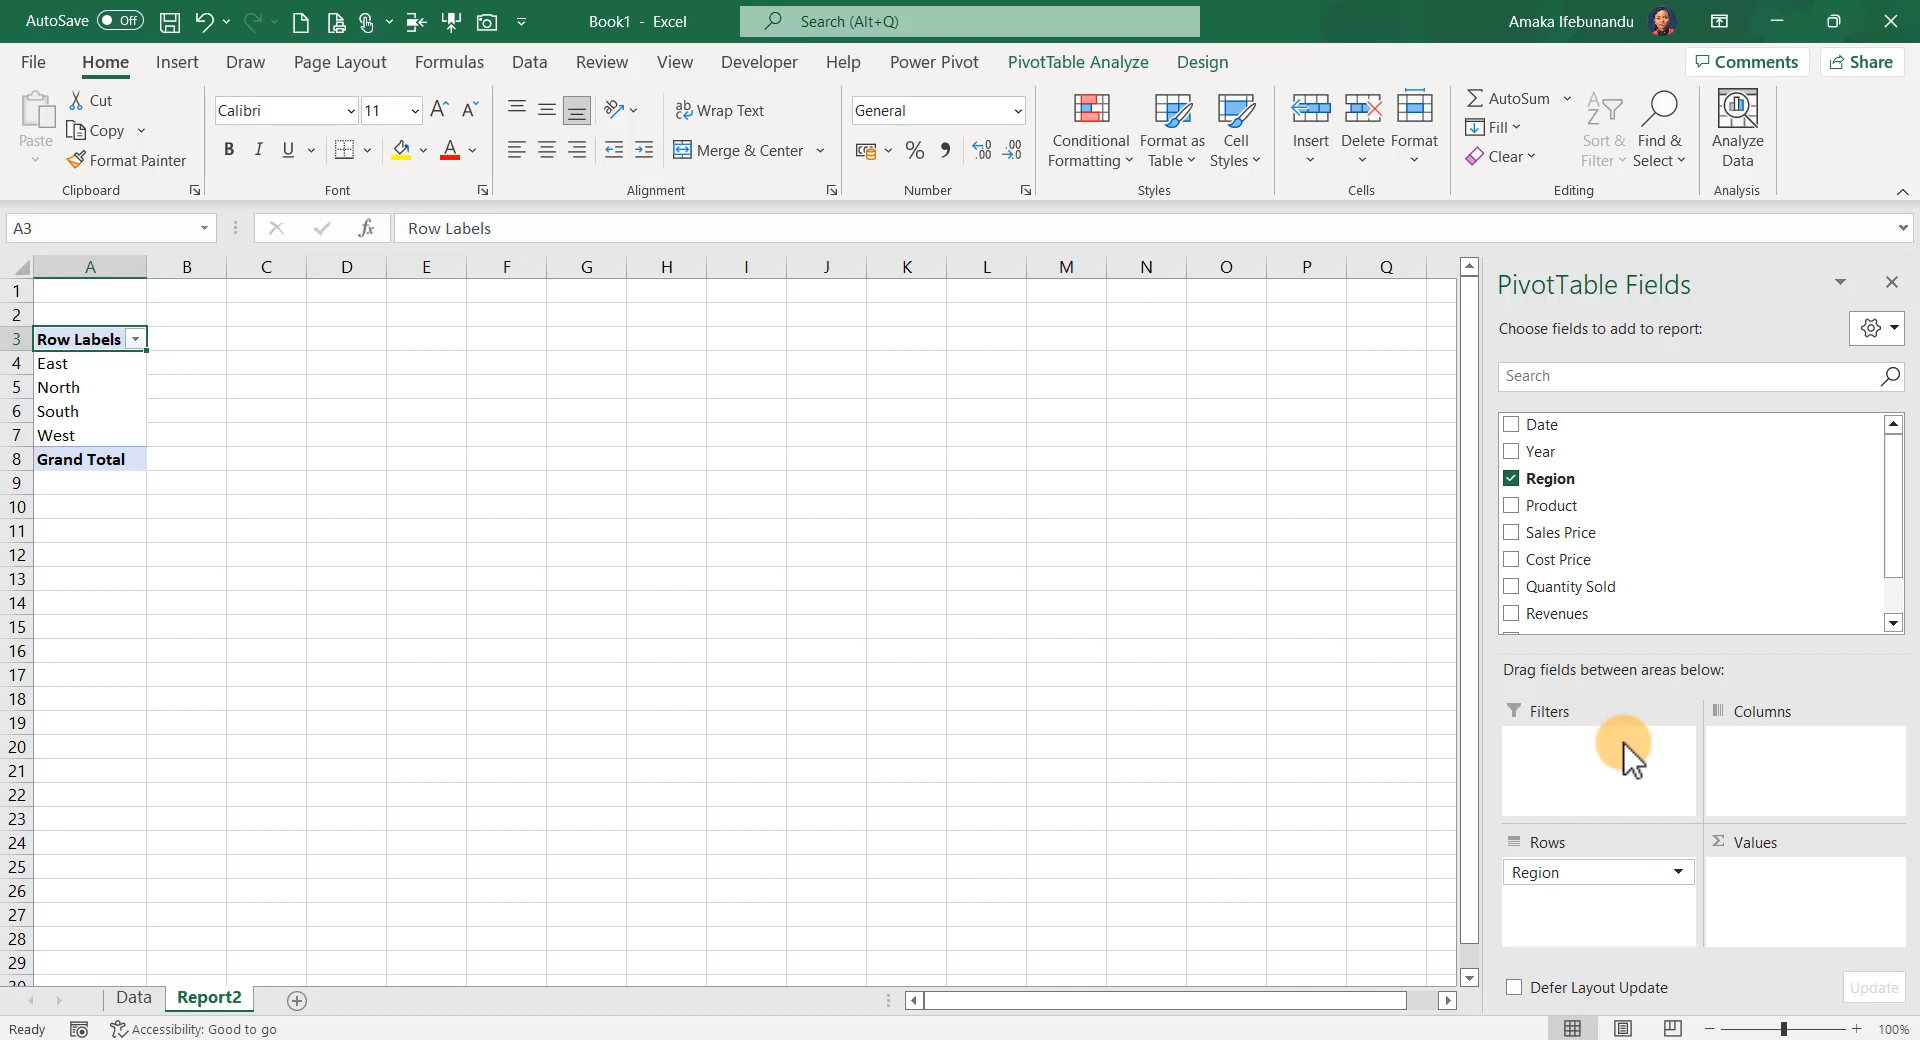 AutoSave Off Book1 - Excel Search (Alt+Q) Amaka Ifebunandu
File Home Insert Draw Page Layout Formulas Data Review View Developer Help Power Pivot PivotTable Analyze Design Comments Share
Paste
Cut
Copy
Format Painter
Clipboard
Calibri 11
B I U
Font
Wrap Text
Merge & Center
Alignment
General
Number
Conditional
Formatting
Format as
Table
Cell
Styles
Styles
Insert Delete Format
Cells
AutoSum
Fill
Clear
Sort &
Filter
Find &
Select
Editing
Analyze
Data
Analysis
A3 fx Row Labels
A B C D E F G H I J K L M N O P Q
1
2
3 Row Labels
4 East
5 North
6 South
7 West
8 Grand Total
9
10
11
12
13
14
15
16
17
18
19
20
21
22
23
24
25
26
27
28
29
PivotTable Fields
Choose fields to add to report:
Search
Date
Year
Region
Product
Sales Price
Cost Price
Quantity Sold
Revenues
Drag fields between areas below:
Filters
Columns
Rows
Region
Values
Defer Layout Update Update
Data Report2
Ready Accessibility: Good to go 100%